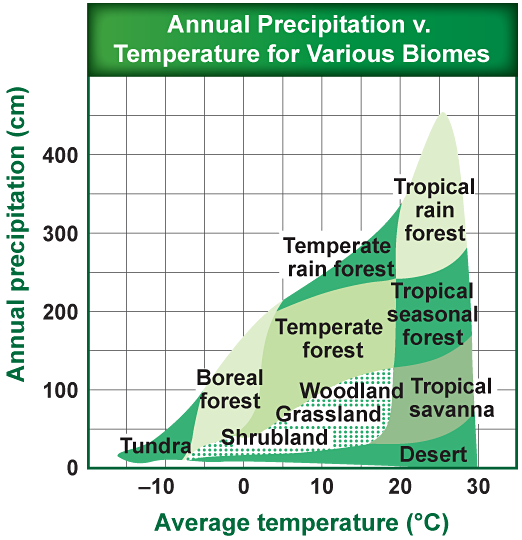 Annual Precipitation v.
Temperature for Various Biomes
Annual precipitation (cm)
400
300
200
100
0
Tropical
rain
forest
Temperate
rain forest
Tropical
seasonal
forest
Temperate
forest
Boreal
forest
Woodland
Grassland
Shrubland
Tropical
savanna
Tundra
Desert
–10
0
10
20
30
Average temperature (°C)